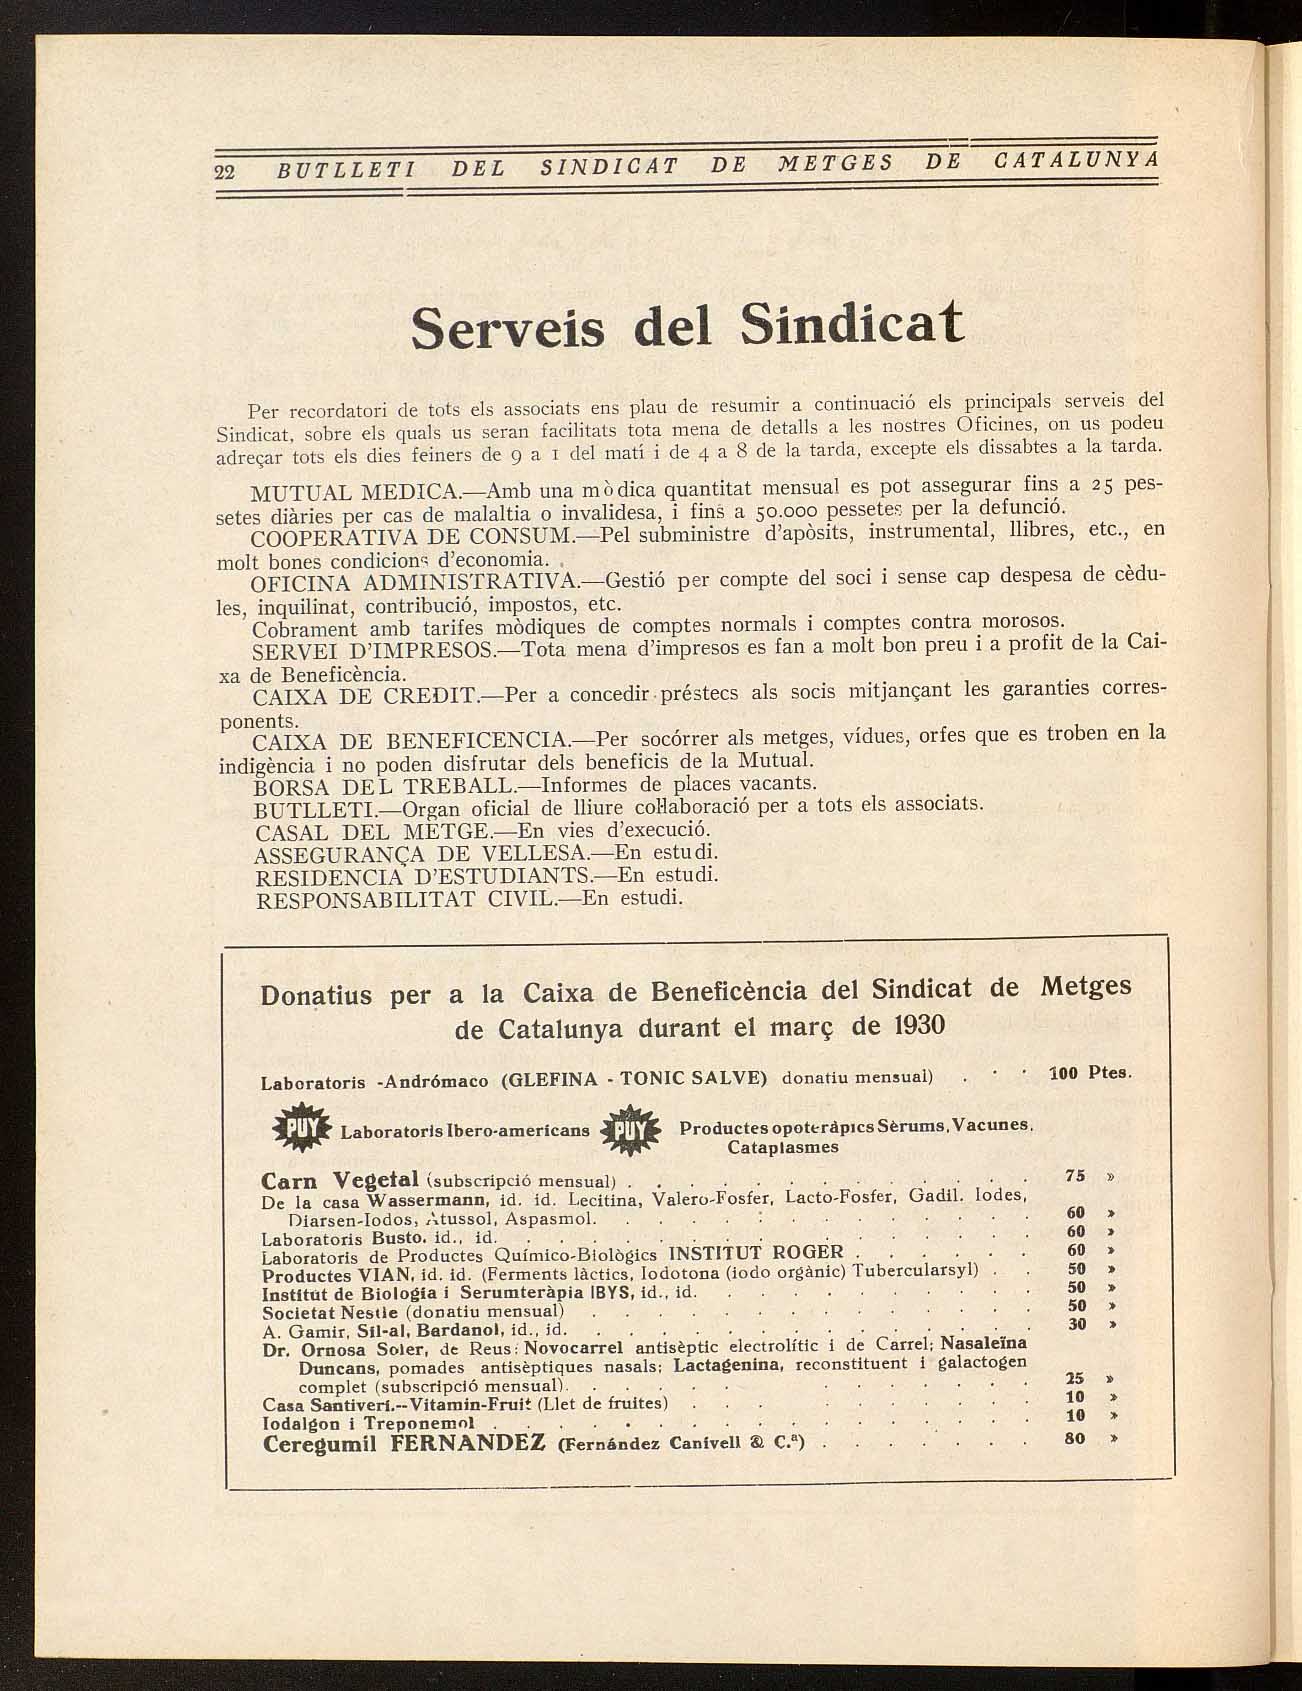 22 BUTLLETI DEL SINDICAT DE METGES DE CATALUNYA
Serveis del Sindicat
Per recordatori de tots els associats ens plau de resumir a continuació els principals serveis del
Sindicat, sobre els quals us seran facilitats tota mena de detalls a les nostres Oficines, on us podeu
adreçar tots els dies feiners de 9 a 1 del matí i de 4 a 8 de la tarda, excepte els dissabtes a la tarda.
MUTUAL MEDICA.—Amb una mòdica quantitat mensual es pot assegurar fins a 25 pes-
setes diàries per cas de malaltia o invalidesa, i fins a 50.000 pessetes per la defunció.
COOPERATIVA DE CONSUM.—Pel subministre d'apòsits, instrumental, llibres, etc., en
molt bones condicions d'economia.
OFICINA ADMINISTRATIVA.—Gestió per compte del soci i sense cap despesa de cèdu-
les, inquilinat, contribució, impostos, etc.
Cobrament amb tarifes mòdiques de comptes normals i comptes contra morosos.
SERVEI D'IMPRESOS.—Tota mena d'impresos es fan a molt bon preu i a profit de la Cai-
xa de Beneficència.
CAIXA DE CREDIT.—Per a concedir préstecs als socis mitjançant les garanties corres-
ponents.
CAIXA DE BENEFICENCIA.—Per socórrer als metges, vídues, orfes que es troben en la
indigència i no poden disfrutar dels beneficis de la Mutual.
BORSA DEL TREBALL.—Informes de places vacants.
BUTLLETI.—Organ oficial de lliure col·laboració per a tots els associats.
CASAL DEL METGE.—En vies d'execució.
ASSEGURANÇA DE VELLESA.—En estudi.
RESIDENCIA D'ESTUDIANTS.—En estudi.
RESPONSABILITAT CIVIL.—En estudi.
Donatius per a la Caixa de Beneficència del Sindicat de Metges
de Catalunya durant el març de 1930
Laboratoris -Andrómaco (GLEFINA - TONIC SALVE) donatiu mensual) . . . 100 Ptes.
PUY Laboratoris Ibero-americans PUY Productes opoteràpics Sèrums, Vacunes,
Cataplasmes
Carn Vegetal (subscripció mensual) . . . . . . . . . . . . . 75 »
De la casa Wassermann, id. id. Lecitina, Valero-Fosfer, Lacto-Fosfer, Gadil. Iodes,
Diarsen-Iodos, Atussol, Aspasmol. . . . . . . . . . . . . . 60 »
Laboratoris Busto. id., id. . . . . . . . . . . . . . . . . 60 »
Laboratoris de Productes Químico-Biològics INSTITUT ROGER . . . . . . 60 »
Productes VIAN, id. id. (Ferments làctics, Iodotona (iodo orgànic) Tubercularsyl) . . 50 »
Institut de Biologia i Serumteràpia IBYS, id., id. . . . . . . . . . . 50 »
Societat Nestle (donatiu mensual) . . . . . . . . . . . . . . 50 »
A. Gamir, Sil-al, Bardanol, id., id. . . . . . . . . . . . . . . 30 »
Dr. Ornosa Soler, de Reus: Novocarrel antisèptic electrolític i de Carrel; Nasaleïna
Duncans, pomades antisèptiques nasals; Lactagenina, reconstituent i galactogen
complet (subscripció mensual). . . . . . . . . . . . . . . 25 »
Casa Santiveri.--Vitamin-Fruit (Llet de fruites) . . . . . . . . . . 10 »
Iodalgon i Treponemol . . . . . . . . . . . . . . . . . 10 »
Ceregumil FERNANDEZ (Fernández Canivell & C.ª) . . . . . . . 80 »